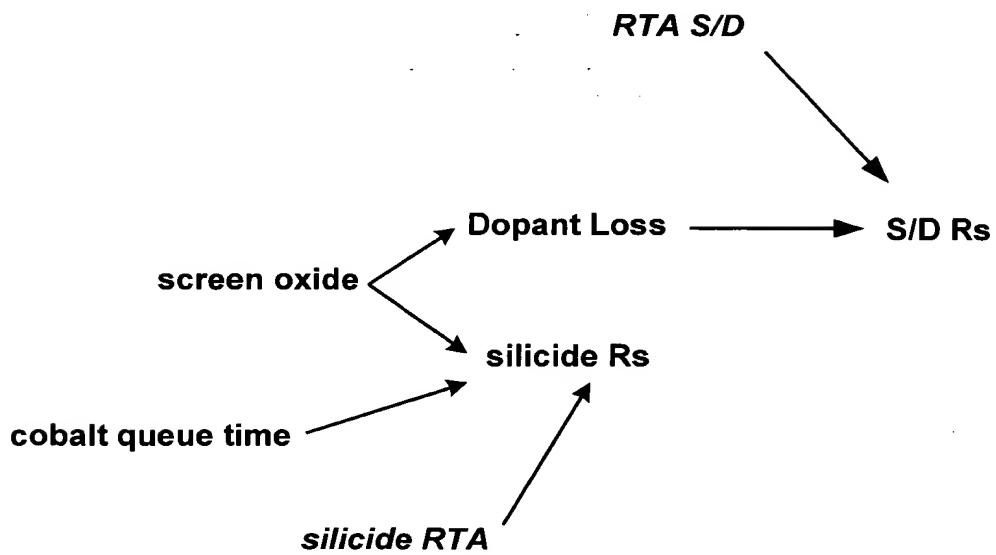 RTA S/D
Dopant Loss
S/D Rs
screen oxide
silicide Rs
cobalt queue time
silicide RTA